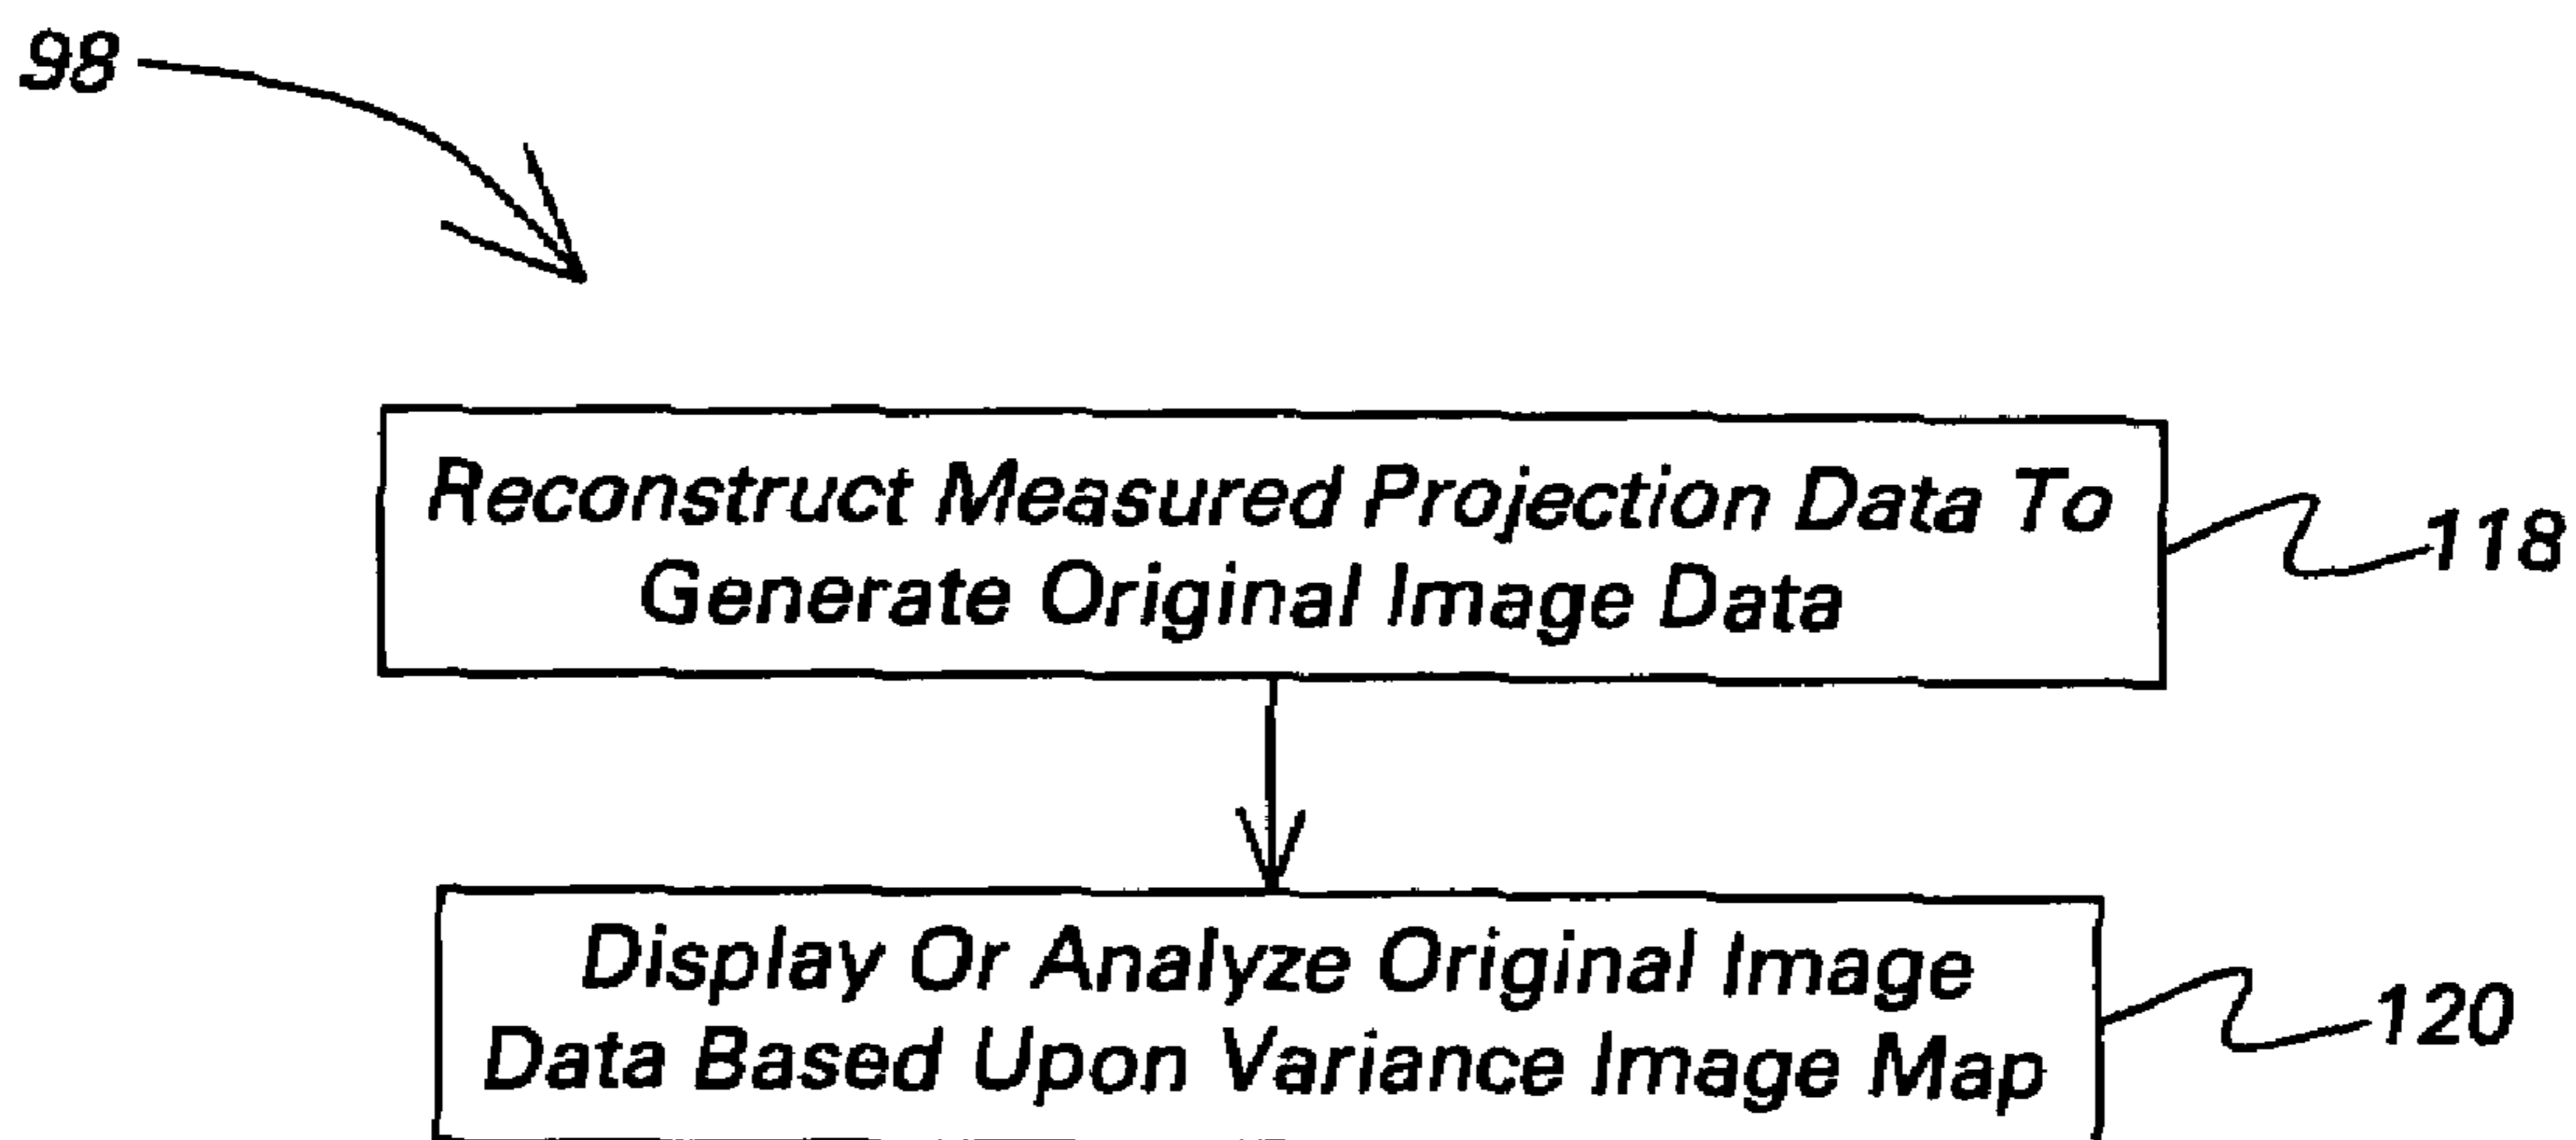 98
Reconstruct Measured Projection Data To
Generate Original Image Data
118
Display Or Analyze Original Image
Data Based Upon Variance Image Map
120